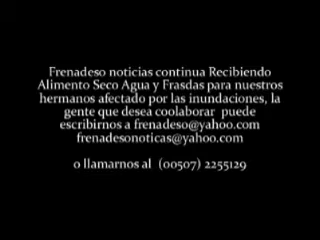 Frenadeso noticias continua Recibiendo
Alimento Seco Agua y Frasdas para nuestros
hermanos afectado por las inundaciones, la
gente que desea coolaborar puede
escribirnos a frenadeso@yahoo.com
frenadesonoticas@yahoo.com
o llamarnos al (00507) 2255129